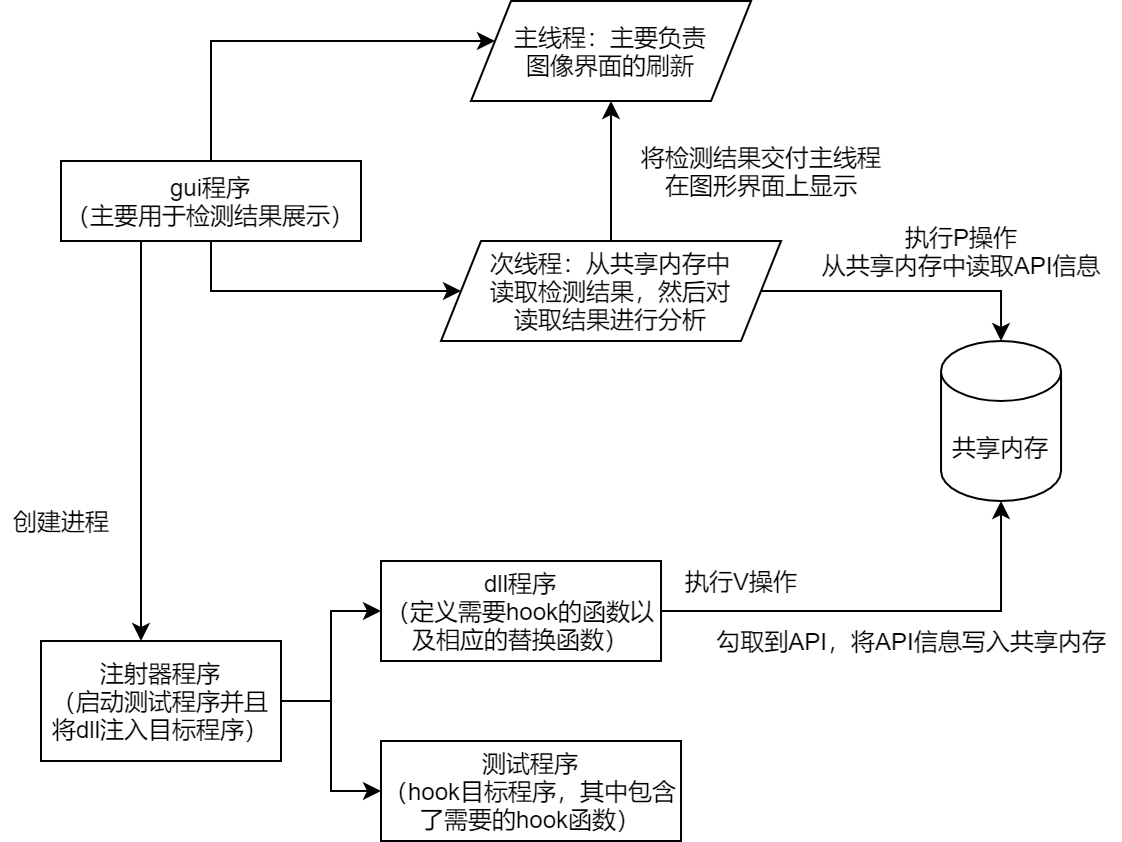 主线程：主要负责
图像界面的刷新
gui程序
（主要用于检测结果展示）
将检测结果交付主线程
在图形界面上显示
次线程：从共享内存中
读取检测结果，然后对
读取结果进行分析
执行P操作
从共享内存中读取API信息
共享内存
创建进程
dll程序
（定义需要hook的函数以
及相应的替换函数）
执行V操作
勾取到API，将API信息写入共享内存
注射器程序
（启动测试程序并且
将dll注入目标程序）
测试程序
（hook目标程序，其中包含
了需要的hook函数）